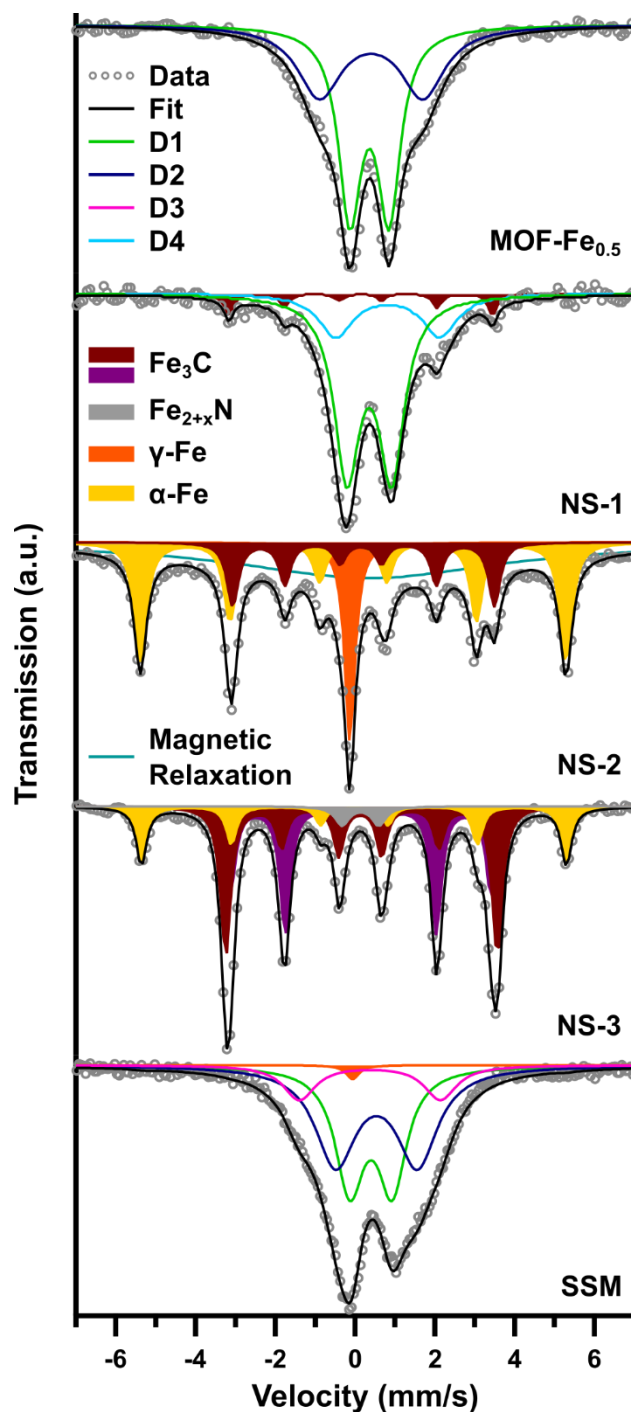 Data
Fit
D1
D2
D3
D4
MOF-Fe0.5
Fe3C
Fe2+xN
γ-Fe
α-Fe
NS-1
Magnetic
Relaxation
NS-2
NS-3
SSM
Transmission (a.u.)
-6 -4 -2 0 2 4 6
Velocity (mm/s)